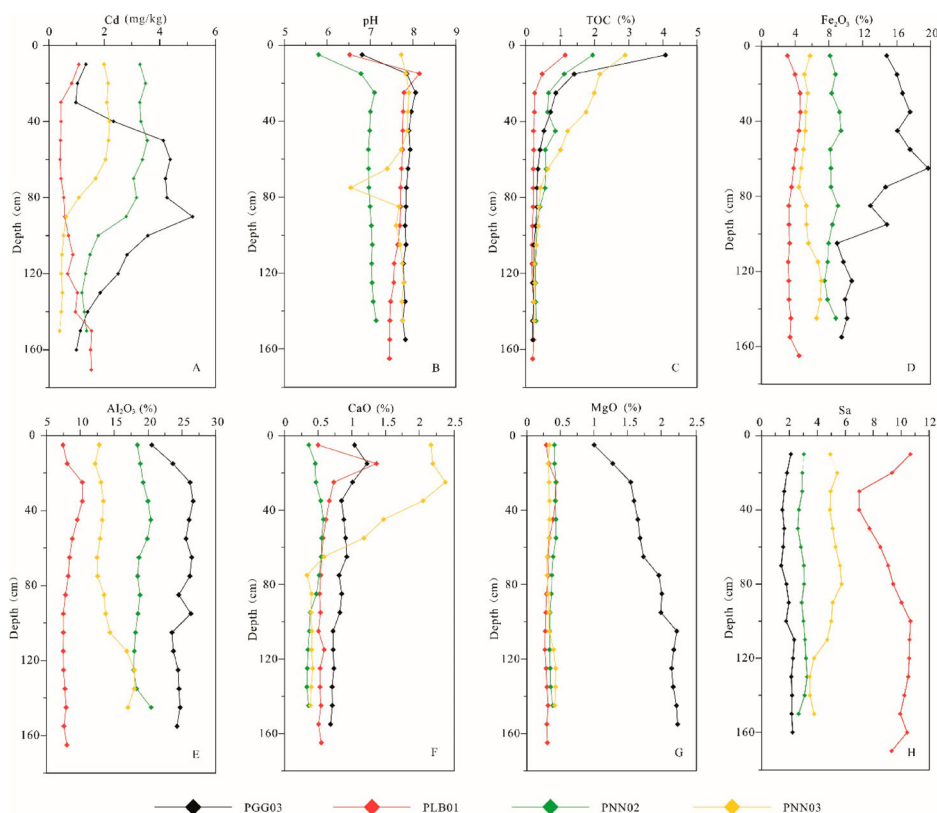 Cd (mg/kg)
0 2 4 6
0
40
80
120
160
Depth (cm)
A
pH
5 6 7 8 9
0
40
80
120
160
Depth (cm)
B
TOC (%)
0 1 2 3 4 5
0
40
80
120
160
Depth (cm)
C
Fe₂O₃ (%)
0 4 8 12 16 20
0
40
80
120
160
Depth (cm)
D
Al₂O₃ (%)
5 10 15 20 25 30
0
40
80
120
160
Depth (cm)
E
CaO (%)
0 0.5 1 1.5 2 2.5
0
40
80
120
160
Depth (cm)
F
MgO (%)
0 0.5 1 1.5 2 2.5
0
40
80
120
160
Depth (cm)
G
Sa
0 2 4 6 8 10 12
0
40
80
120
160
Depth (cm)
H
PGG03 PLB01 PNN02 PNN03